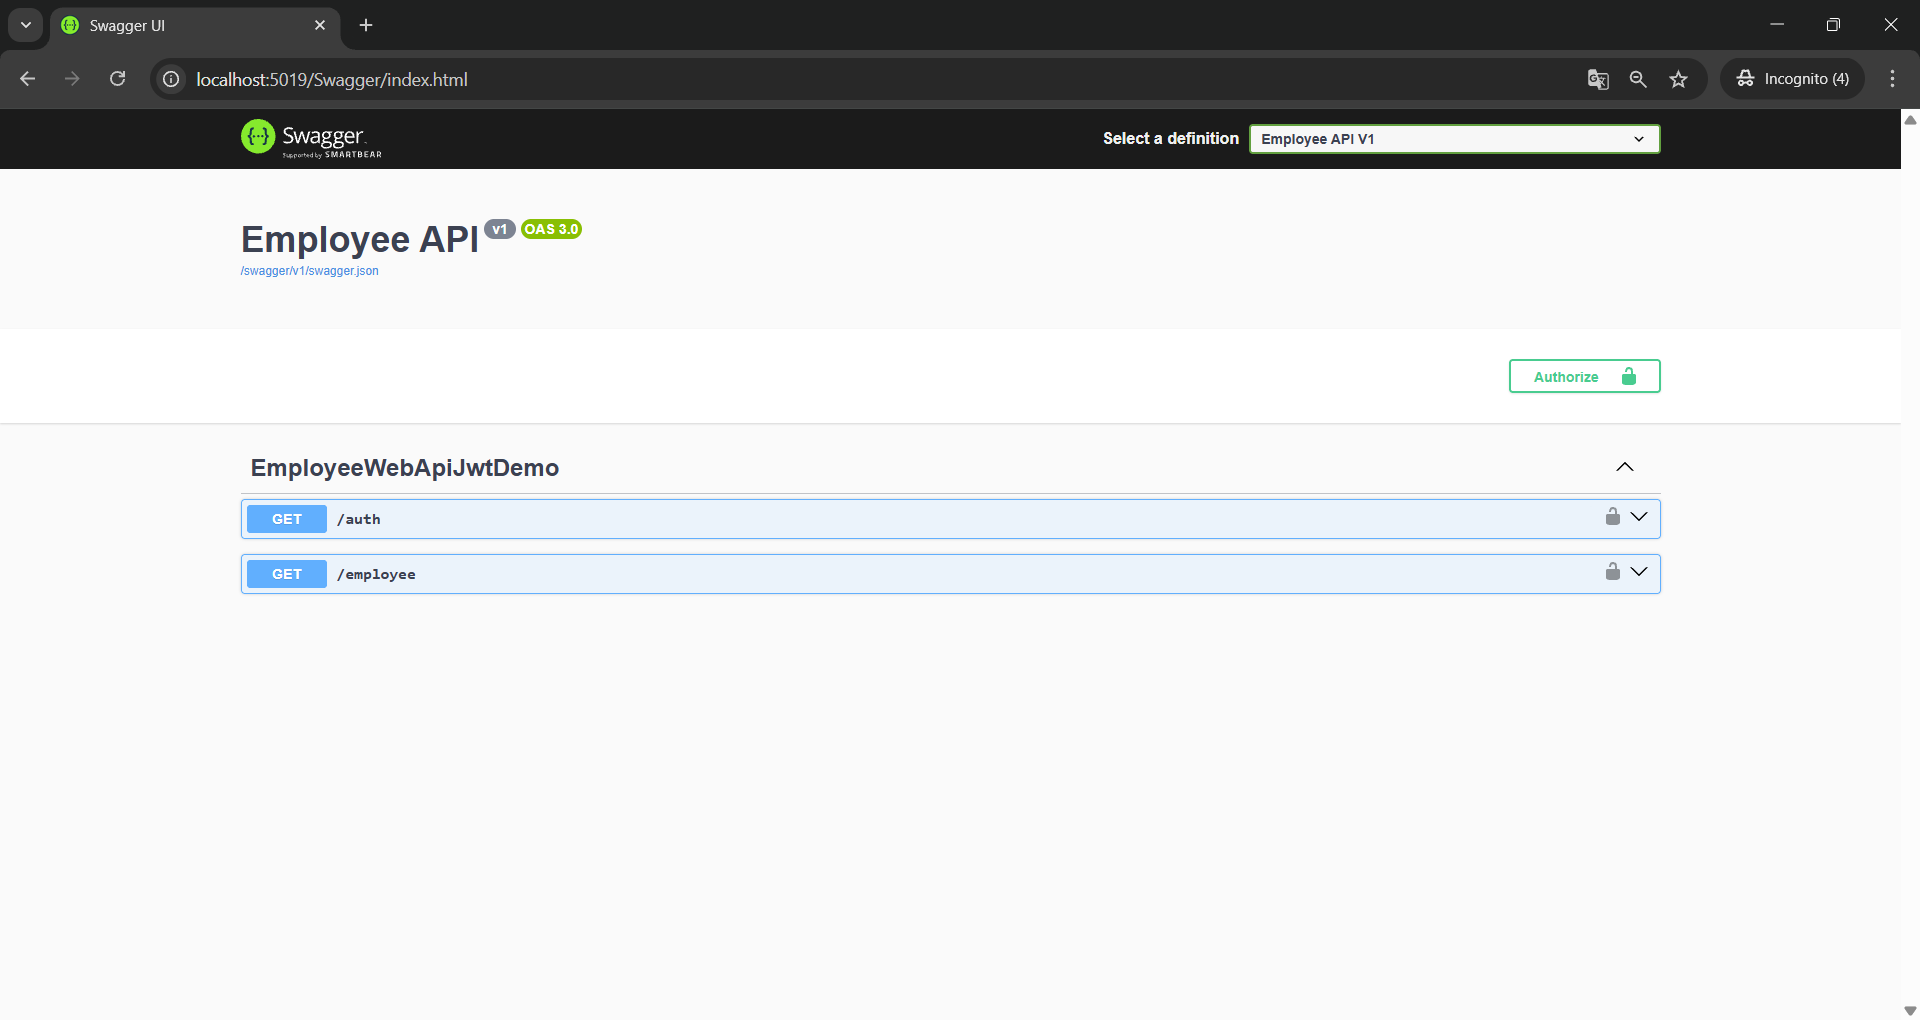 Swagger UI
localhost:5019/Swagger/index.html
Incognito (4)
Swagger
Supported by SMARTBEAR
Select a definition
Employee API V1
Employee API v1 OAS 3.0
/swagger/v1/swagger.json
Authorize
EmployeeWebApiJwtDemo
GET /auth
GET /employee